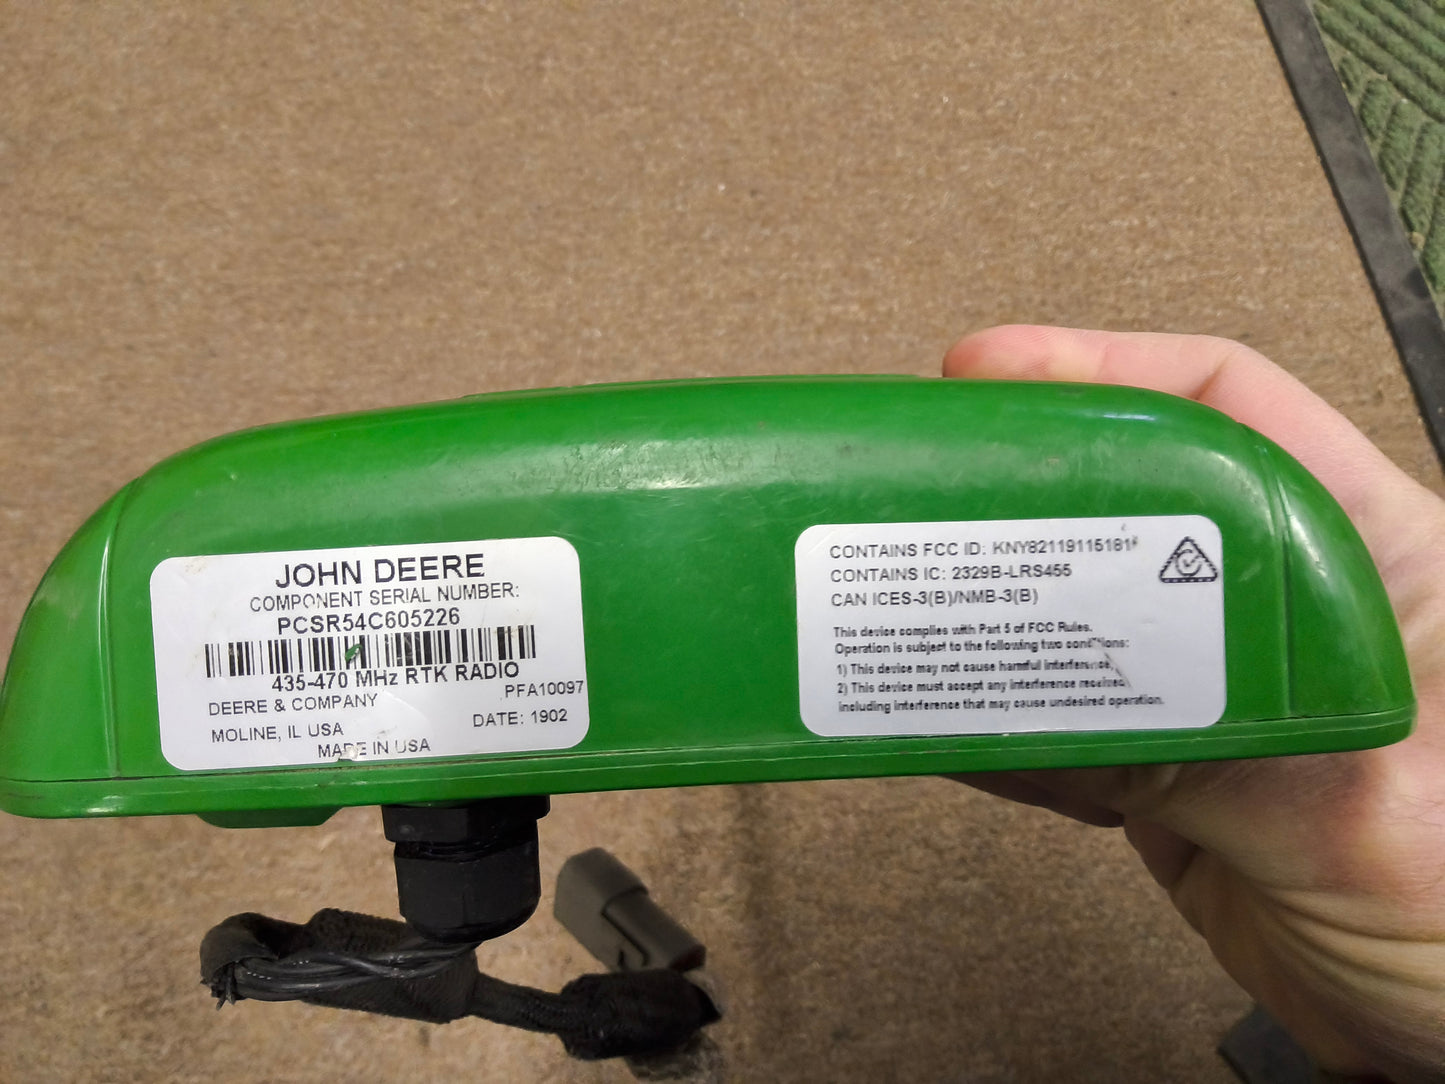 JOHN DEERE
COMPONENT SERIAL NUMBER:
PCSR54C605226
435-470 MHz RTK RADIO
DEERE & COMPANY
PFA10097
MOLINE, IL USA
DATE: 1902
MADE IN USA
CONTAINS FCC ID: KNY82119115181*
CONTAINS IC: 2329B-LRS455
CAN ICES-3(B)/NMB-3(B)
This device complies with Part 5 of FCC Rules.
Operation is subject to the following two conditions:
1) This device may not cause harmful interference,
2) This device must accept any interference received
including interference that may cause undesired operation.